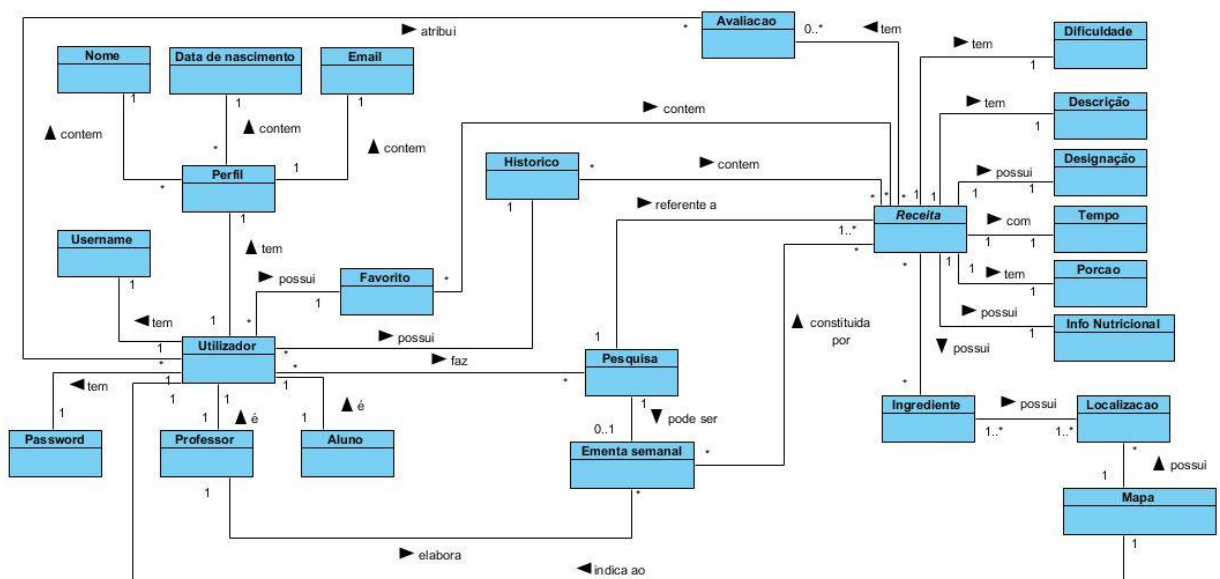 Avaliacao
* atribui *
0..* tem *
Dificuldade
tem 1
Nome
Data de nascimento
Email
1 1 1
contem
contem
contem
* * 1
Perfil
1
Descrição
tem 1
contem
Historico
* contem *
1
Designação
possui
1 1
referente a
Receita
1..*
* * * 1 1
Tempo
com
1 1
Username
1
tem
possui
Favorito
* *
1
Porcao
tem
1 1
tem
1
1
Utilizador
possui
* 1
constituida
por
*
Info Nutricional
possui
1 1
possui
*
faz
* *
1
Pesquisa
1
pode ser
0..1
tem
1
1
Password
1 1
é
1
Professor
1
1
é
1
Aluno
Ementa semanal
*
*
*
Ingrediente
possui
1..* 1..*
Localizacao
*
possui
1
Mapa
1
1
elabora
indica ao
1